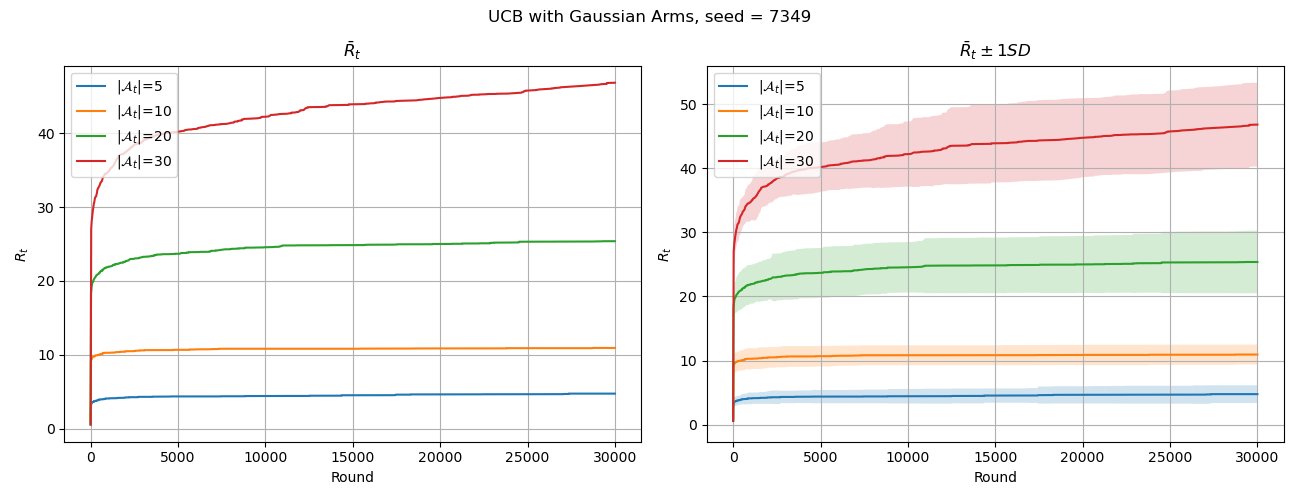 UCB with Gaussian Arms, seed = 7349
R̄ₜ
|𝒜ₜ|=5
|𝒜ₜ|=10
|𝒜ₜ|=20
|𝒜ₜ|=30
Rₜ
40
30
20
10
0
0 5000 10000 15000 20000 25000 30000
Round
R̄ₜ ± 1SD
|𝒜ₜ|=5
|𝒜ₜ|=10
|𝒜ₜ|=20
|𝒜ₜ|=30
Rₜ
50
40
30
20
10
0
0 5000 10000 15000 20000 25000 30000
Round